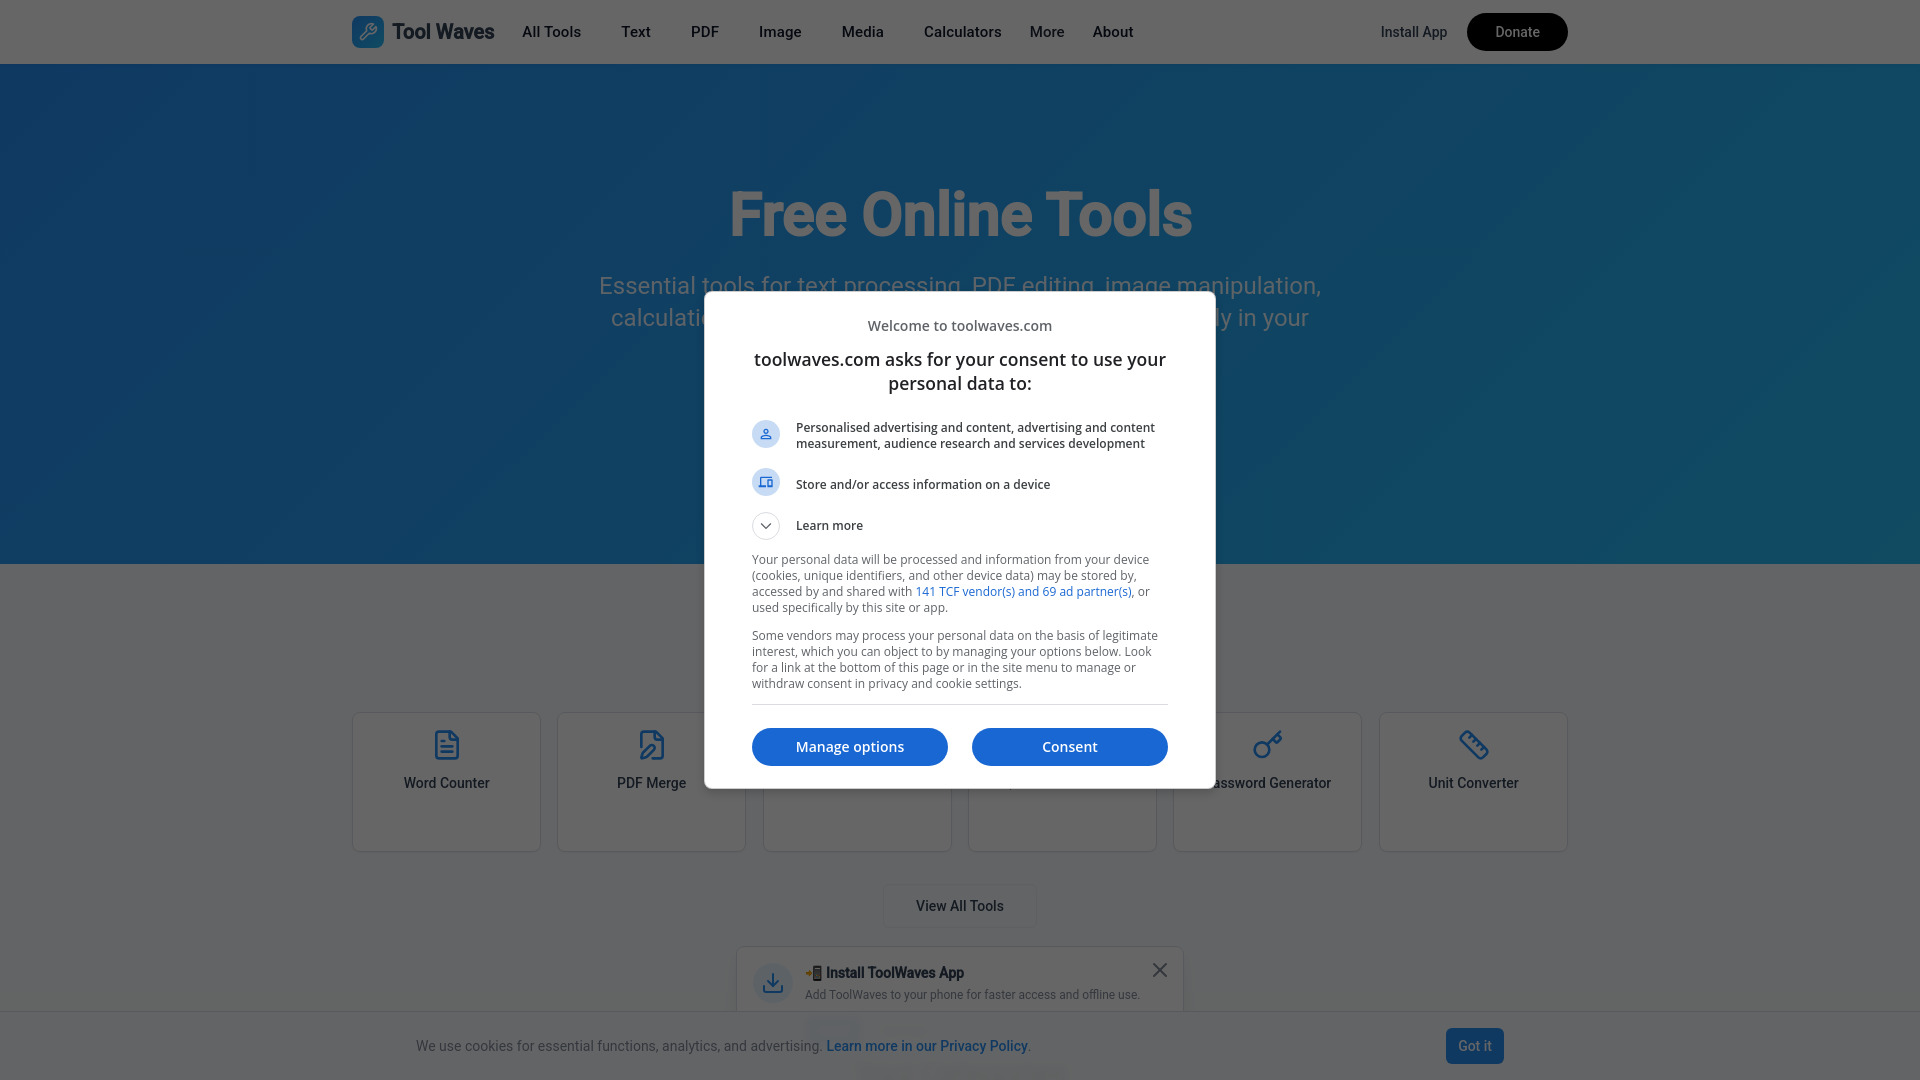 Tool Waves
All Tools
Text
PDF
Image
Media
Calculators
More
About
Install App
Donate
Free Online Tools
Essential tools for text processing, PDF editing, image manipulation,
y in your
Welcome to toolwaves.com
toolwaves.com asks for your consent to use your
personal data to:
Personalised advertising and content, advertising and content
measurement, audience research and services development
Store and/or access information on a device
Learn more
Your personal data will be processed and information from your device
(cookies, unique identifiers, and other device data) may be stored by,
accessed by and shared with 141 TCF vendor(s) and 69 ad partner(s), or
used specifically by this site or app.
Some vendors may process your personal data on the basis of legitimate
interest, which you can object to by managing your options below. Look
for a link at the bottom of this page or in the site menu to manage or
withdraw consent in privacy and cookie settings.
Manage options
Consent
Word Counter
PDF Merge
assword Generator
Unit Converter
View All Tools
Install ToolWaves App
Add ToolWaves to your phone for faster access and offline use.
We use cookies for essential functions, analytics, and advertising. Learn more in our Privacy Policy.
Got it